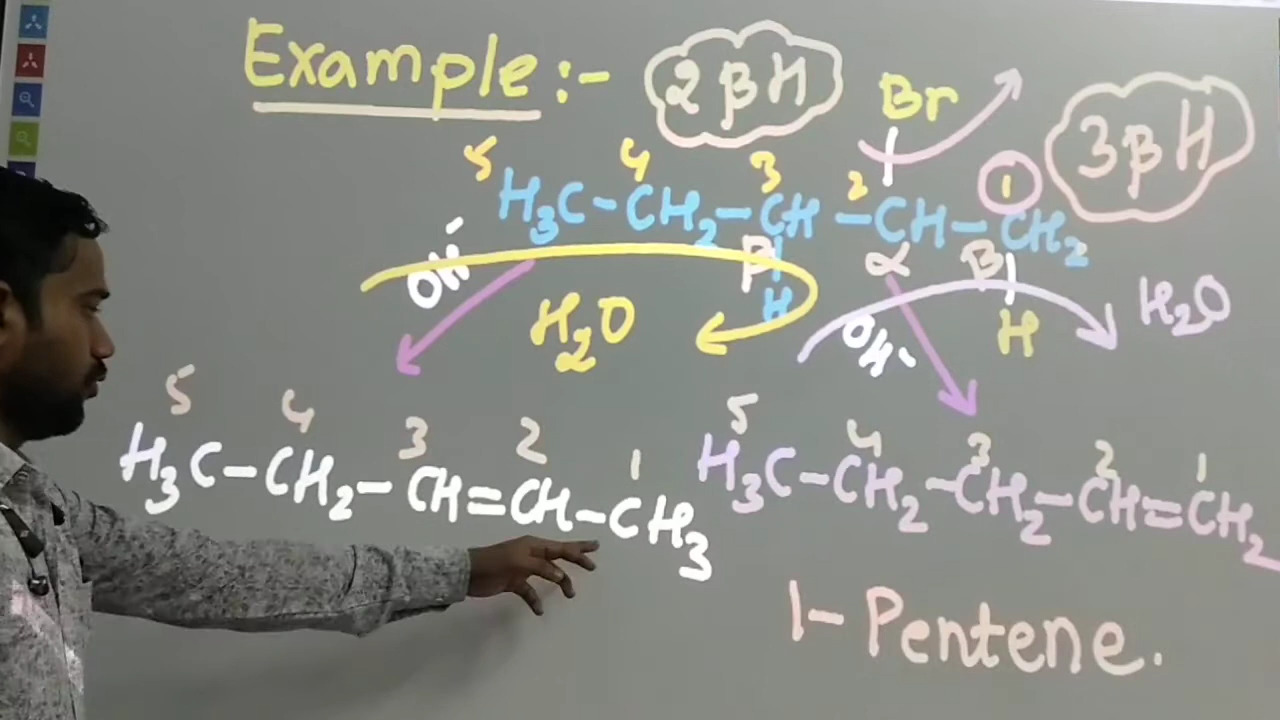 Example :-
2 βH
Br
3βH
5 4 3 2 1
H₃C-CH₂-CH-CH-CH₂
β α β
H H
OH⁻ H₂O OH⁻ H₂O
5 4 3 2 1
H₃C-CH₂-CH=CH-CH₃
5 4 3 2 1
H₃C-CH₂-CH₂-CH=CH₂
1-Pentene.